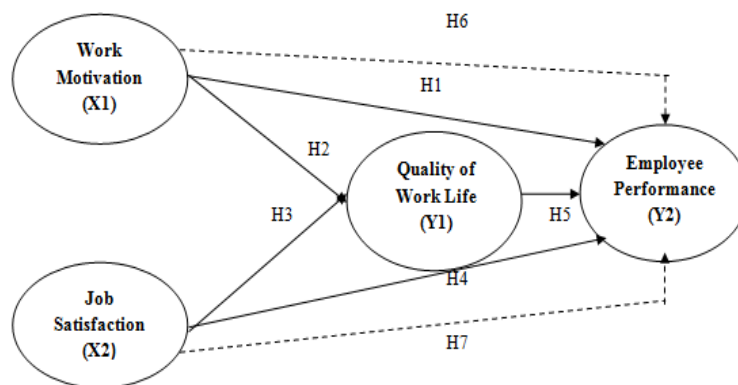 H6
Work
Motivation
(X1)
H1
H2
Quality of
Work Life
(Y1)
Employee
Performance
(Y2)
H3
H5
Job
Satisfaction
(X2)
H4
H7